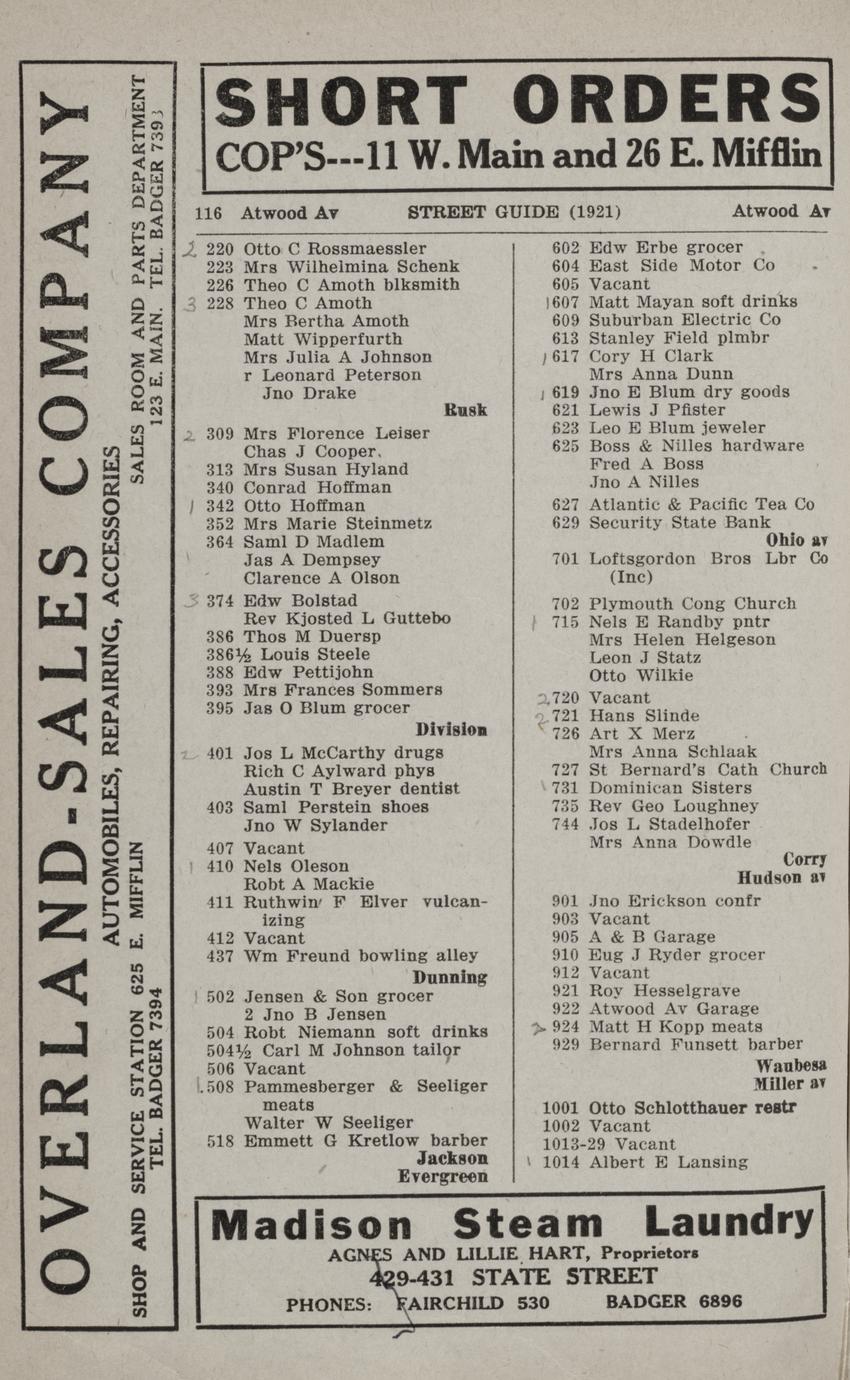 SHORT ORDERS
COP'S---11 W. Main and 26 E. Mifflin
116 Atwood Av STREET GUIDE (1921) Atwood Av
2 220 Otto C Rossmaessler
223 Mrs Wilhelmina Schenk
226 Theo C Amoth blksmith
3 228 Theo C Amoth
Mrs Bertha Amoth
Matt Wipperfurth
Mrs Julia A Johnson
r Leonard Peterson
Jno Drake
Rusk
2 309 Mrs Florence Leiser
Chas J Cooper.
313 Mrs Susan Hyland
340 Conrad Hoffman
1 342 Otto Hoffman
352 Mrs Marie Steinmetz
364 Saml D Madlem
Jas A Dempsey
Clarence A Olson
3 374 Edw Bolstad
Rev Kjosted L Guttebo
386 Thos M Duersp
386½ Louis Steele
388 Edw Pettijohn
393 Mrs Frances Sommers
395 Jas O Blum grocer
Division
2 401 Jos L McCarthy drugs
Rich C Aylward phys
Austin T Breyer dentist
403 Saml Perstein shoes
Jno W Sylander
407 Vacant
1 410 Nels Oleson
Robt A Mackie
411 Ruthwin F Elver vulcan-
izing
412 Vacant
437 Wm Freund bowling alley
Dunning
1 502 Jensen & Son grocer
2 Jno B Jensen
504 Robt Niemann soft drinks
504½ Carl M Johnson tailor
506 Vacant
1 508 Pammesberger & Seeliger
meats
Walter W Seeliger
518 Emmett G Kretlow barber
Jackson
Evergreen
602 Edw Erbe grocer
604 East Side Motor Co
605 Vacant
1 607 Matt Mayan soft drinks
609 Suburban Electric Co
613 Stanley Field plmbr
1 617 Cory H Clark
Mrs Anna Dunn
1 619 Jno E Blum dry goods
621 Lewis J Pfister
623 Leo E Blum jeweler
625 Boss & Nilles hardware
Fred A Boss
Jno A Nilles
627 Atlantic & Pacific Tea Co
629 Security State Bank
Ohio av
701 Loftsgordon Bros Lbr Co
(Inc)
702 Plymouth Cong Church
1 715 Nels E Randby pntr
Mrs Helen Helgeson
Leon J Statz
Otto Wilkie
2 720 Vacant
2 721 Hans Slinde
726 Art X Merz
Mrs Anna Schlaak
727 St Bernard's Cath Church
1 731 Dominican Sisters
735 Rev Geo Loughney
744 Jos L Stadelhofer
Mrs Anna Dowdle
Corry
Hudson av
901 Jno Erickson confr
903 Vacant
905 A & B Garage
910 Eug J Ryder grocer
912 Vacant
921 Roy Hesselgrave
922 Atwood Av Garage
2 924 Matt H Kopp meats
929 Bernard Funsett barber
Waubesa
Miller av
1001 Otto Schlotthauer restr
1002 Vacant
1013-29 Vacant
1 1014 Albert E Lansing
Madison Steam Laundry
AGNES AND LILLIE HART, Proprietors
429-431 STATE STREET
PHONES: FAIRCHILD 530 BADGER 6896
OVERLAND-SALES COMPANY
AUTOMOBILES, REPAIRING, ACCESSORIES
SHOP AND SERVICE STATION 625 E. MIFFLIN SALES ROOM AND PARTS DEPARTMENT
TEL. BADGER 7394 123 E. MAIN. TEL. BADGER 7393